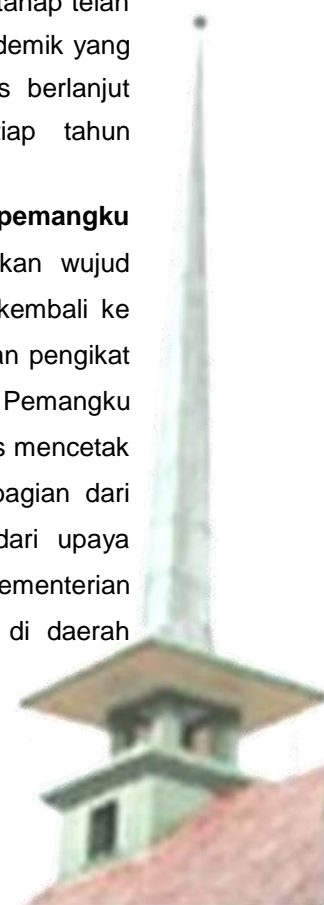 tahap telah
demik yang
s berlanjut
tiap tahun
pemangku
kan wujud
kembali ke
an pengikat
Pemangku
s mencetak
bagian dari
dari upaya
ementerian
di daerah